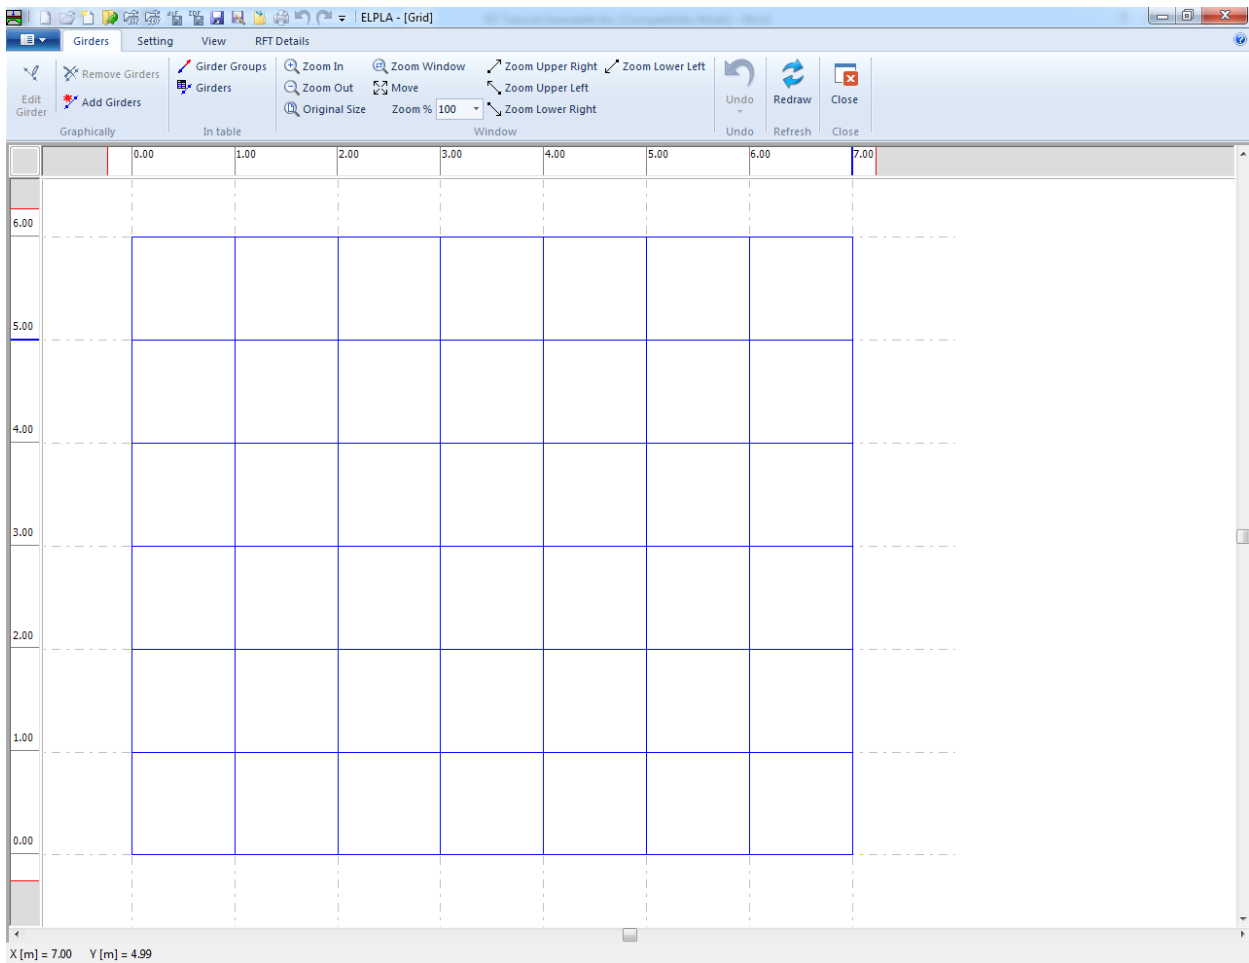 ELPLA - [Grid]
Girders Setting View RFT Details
Edit Girder
Remove Girders
Add Girders
Graphically
Girder Groups
Girders
In table
Zoom In Zoom Window Zoom Upper Right Zoom Lower Left
Zoom Out Move Zoom Upper Left
Original Size Zoom % 100 Zoom Lower Right
Window
Undo
Undo
Redraw
Refresh
Close
Close
0.00 1.00 2.00 3.00 4.00 5.00 6.00 7.00
6.00
5.00
4.00
3.00
2.00
1.00
0.00
X [m] = 7.00 Y [m] = 4.99